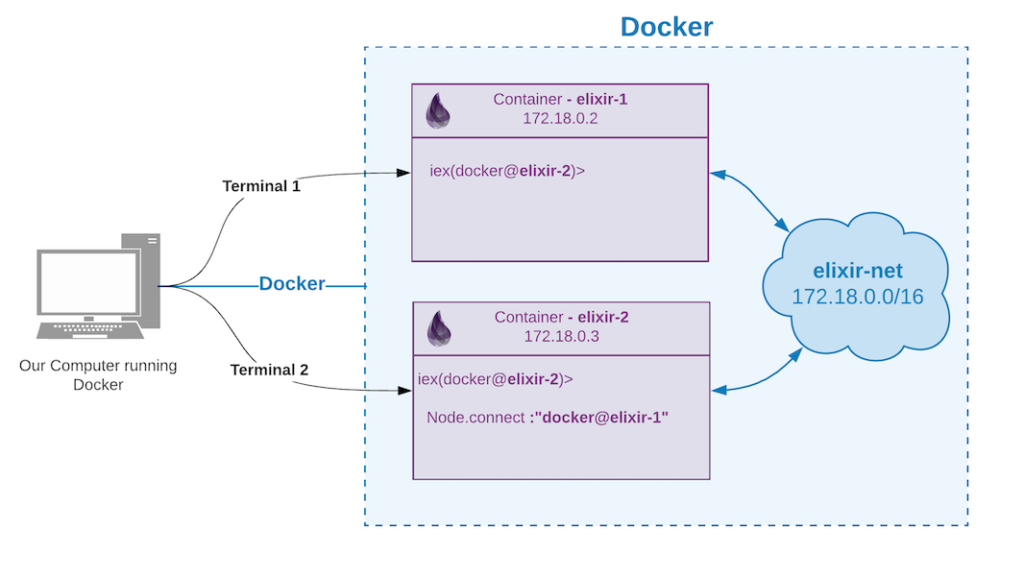 Docker
Container - elixir-1
172.18.0.2
iex(docker@elixir-2)>
Terminal 1
elixir-net
172.18.0.0/16
Docker
Container - elixir-2
172.18.0.3
Our Computer running
Docker
Terminal 2
iex(docker@elixir-2)>
Node.connect :"docker@elixir-1"